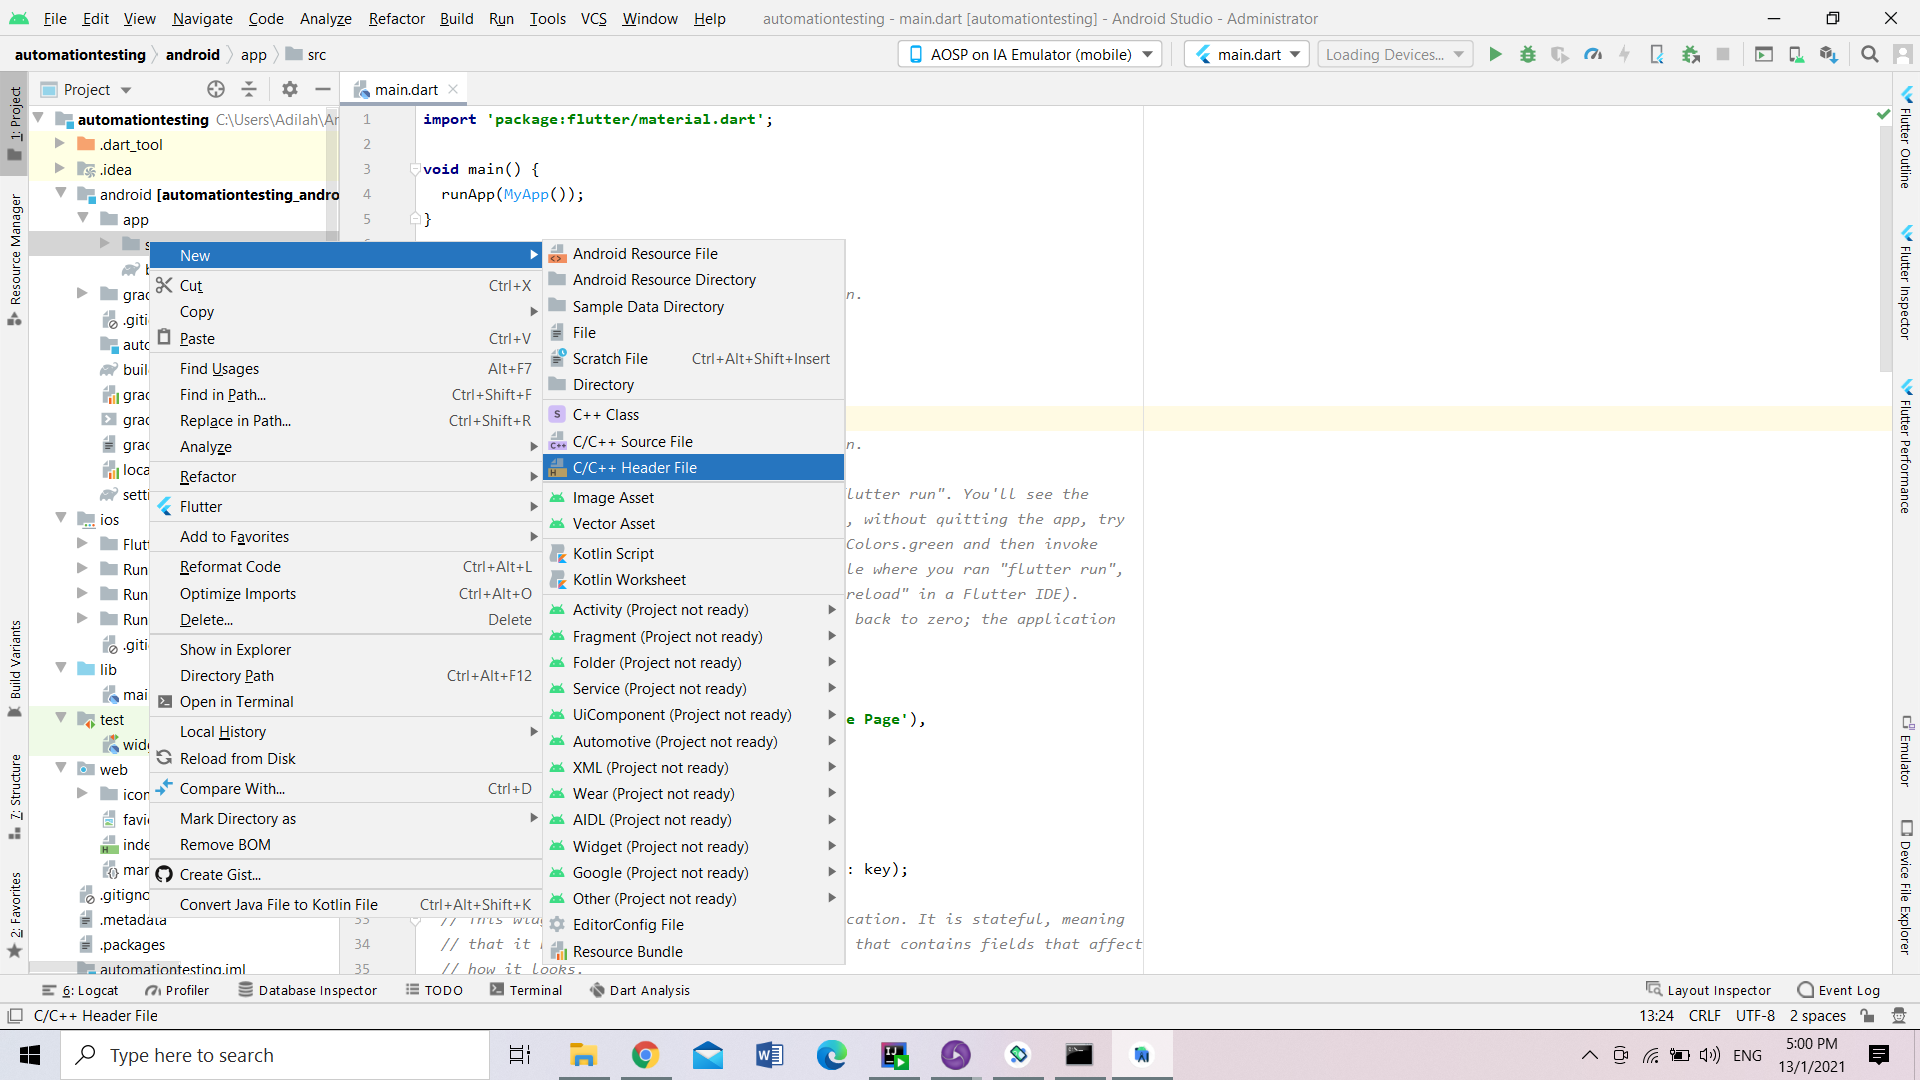 File Edit View Navigate Code Analyze Refactor Build Run Tools VCS Window Help automationtesting - main.dart [automationtesting] - Android Studio - Administrator
automationtesting android app src AOSP on IA Emulator (mobile) main.dart Loading Devices...
Project
main.dart
1: Project
Resource Manager
Build Variants
7: Structure
2: Favorites
automationtesting C:\Users\Adilah\Ar
.dart_tool
.idea
android [automationtesting_andro
app
s
b
grad
.giti
auto
buil
grad
grad
grad
loca
setti
ios
Flut
Run
Run
Run
.giti
lib
mai
test
widg
web
icon
favic
inde
man
.gitigno
.metadata
.packages
automationtesting.iml
New
Cut Ctrl+X
Copy
Paste Ctrl+V
Find Usages Alt+F7
Find in Path... Ctrl+Shift+F
Replace in Path... Ctrl+Shift+R
Analyze
Refactor
Flutter
Add to Favorites
Reformat Code Ctrl+Alt+L
Optimize Imports Ctrl+Alt+O
Delete... Delete
Show in Explorer
Directory Path Ctrl+Alt+F12
Open in Terminal
Local History
Reload from Disk
Compare With... Ctrl+D
Mark Directory as
Remove BOM
Create Gist...
Convert Java File to Kotlin File Ctrl+Alt+Shift+K
Android Resource File
Android Resource Directory
Sample Data Directory
File
Scratch File Ctrl+Alt+Shift+Insert
Directory
C++ Class
C/C++ Source File
C/C++ Header File
Image Asset
Vector Asset
Kotlin Script
Kotlin Worksheet
Activity (Project not ready)
Fragment (Project not ready)
Folder (Project not ready)
Service (Project not ready)
UiComponent (Project not ready)
Automotive (Project not ready)
XML (Project not ready)
Wear (Project not ready)
AIDL (Project not ready)
Widget (Project not ready)
Google (Project not ready)
Other (Project not ready)
EditorConfig File
Resource Bundle
1 import 'package:flutter/material.dart';
2
3 void main() {
4 runApp(MyApp());
5 }
n.
n.
lutter run". You'll see the
, without quitting the app, try
Colors.green and then invoke
le where you ran "flutter run",
reload" in a Flutter IDE).
back to zero; the application
e Page'),
: key);
33 // This wid cation. It is stateful, meaning
34 // that it h that contains fields that affect
35 // how it looks.
Flutter Outline
Flutter Inspector
Flutter Performance
Emulator
Device File Explorer
6: Logcat Profiler Database Inspector TODO Terminal Dart Analysis Layout Inspector Event Log
C/C++ Header File 13:24 CRLF UTF-8 2 spaces
Type here to search ENG 5:00 PM
13/1/2021